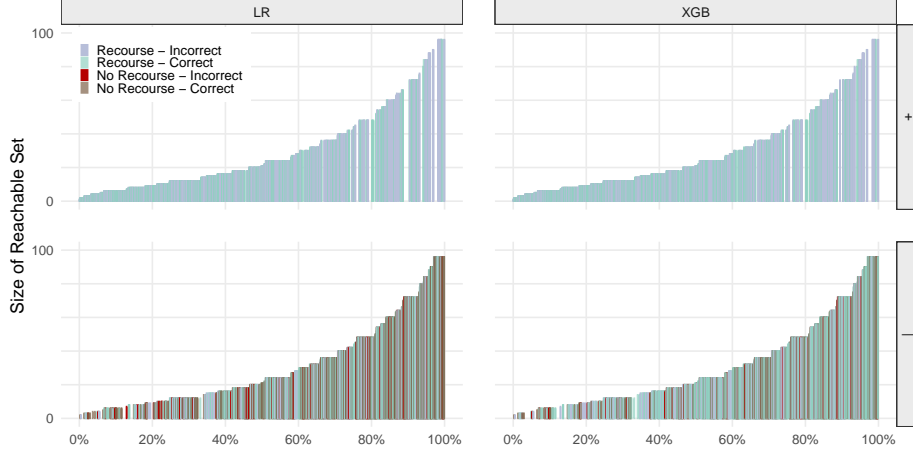 LR
XGB
100
Recourse – Incorrect
Recourse – Correct
No Recourse – Incorrect
No Recourse – Correct
0
+
Size of Reachable Set
100
0
–
0%
20%
40%
60%
80%
100%
0%
20%
40%
60%
80%
100%